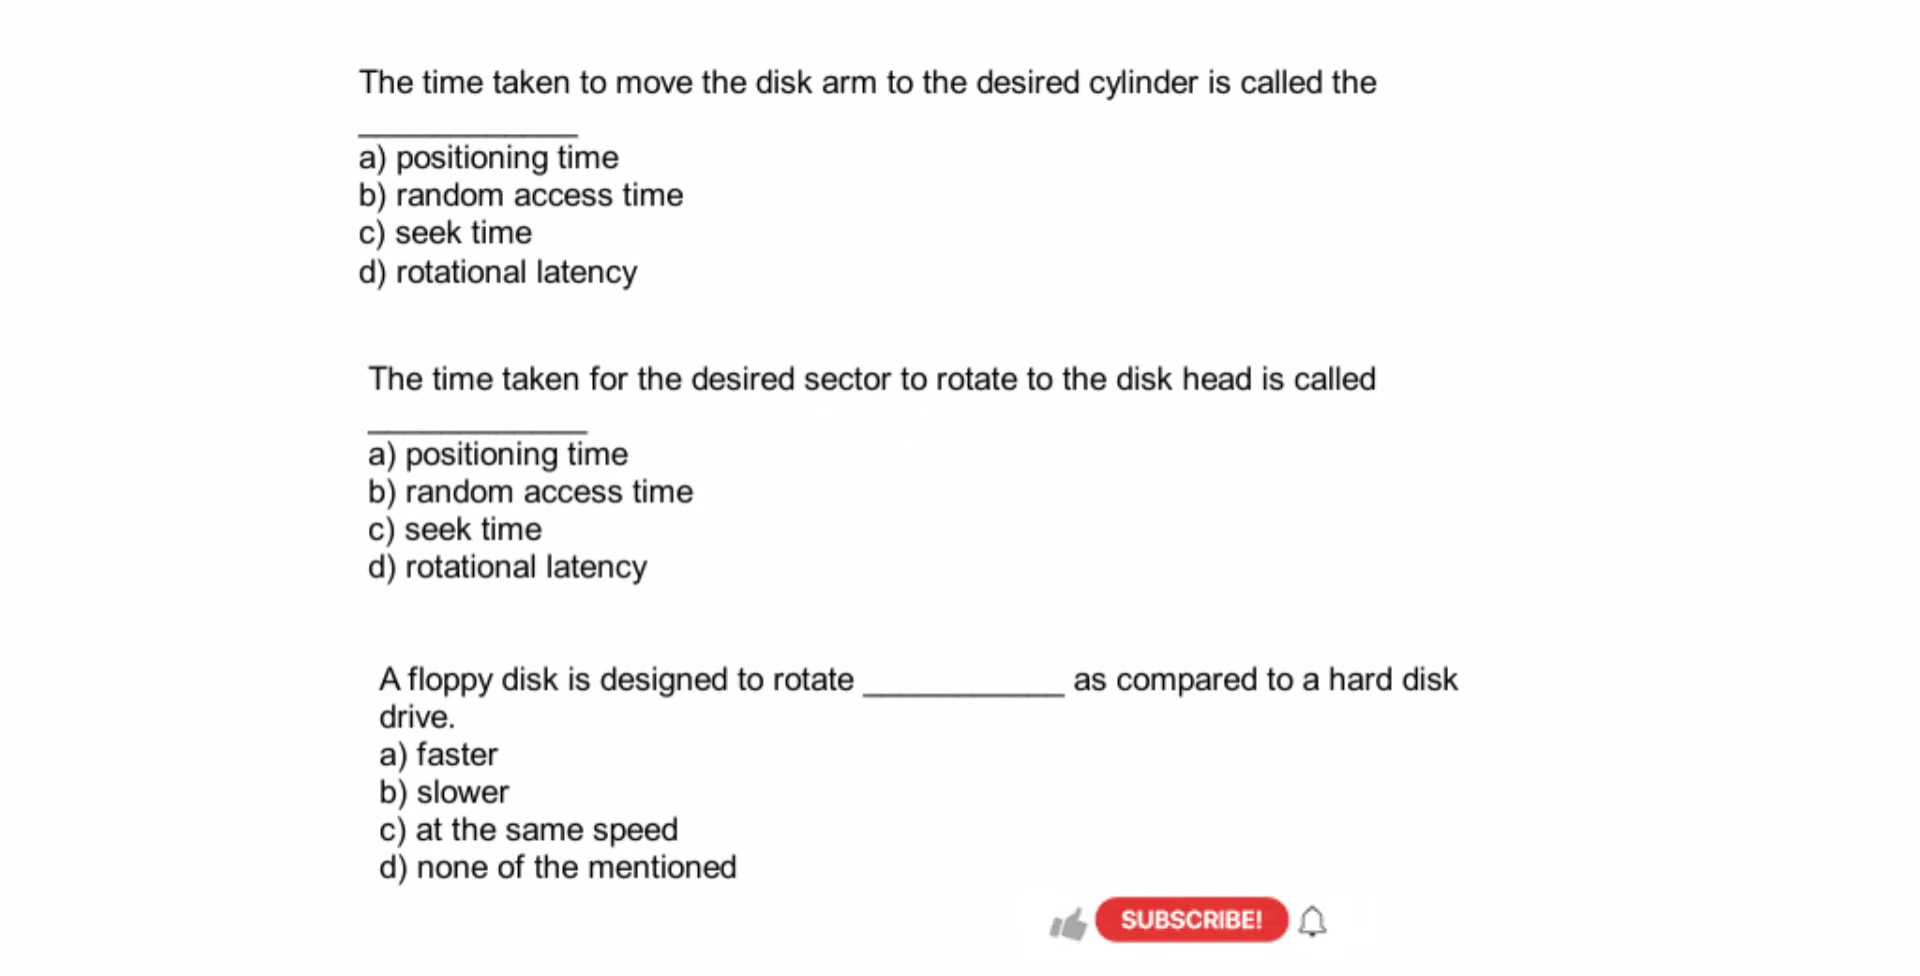 The time taken to move the disk arm to the desired cylinder is called the
____________
a) positioning time
b) random access time
c) seek time
d) rotational latency
The time taken for the desired sector to rotate to the disk head is called
____________
a) positioning time
b) random access time
c) seek time
d) rotational latency
A floppy disk is designed to rotate ___________ as compared to a hard disk
drive.
a) faster
b) slower
c) at the same speed
d) none of the mentioned
SUBSCRIBE!